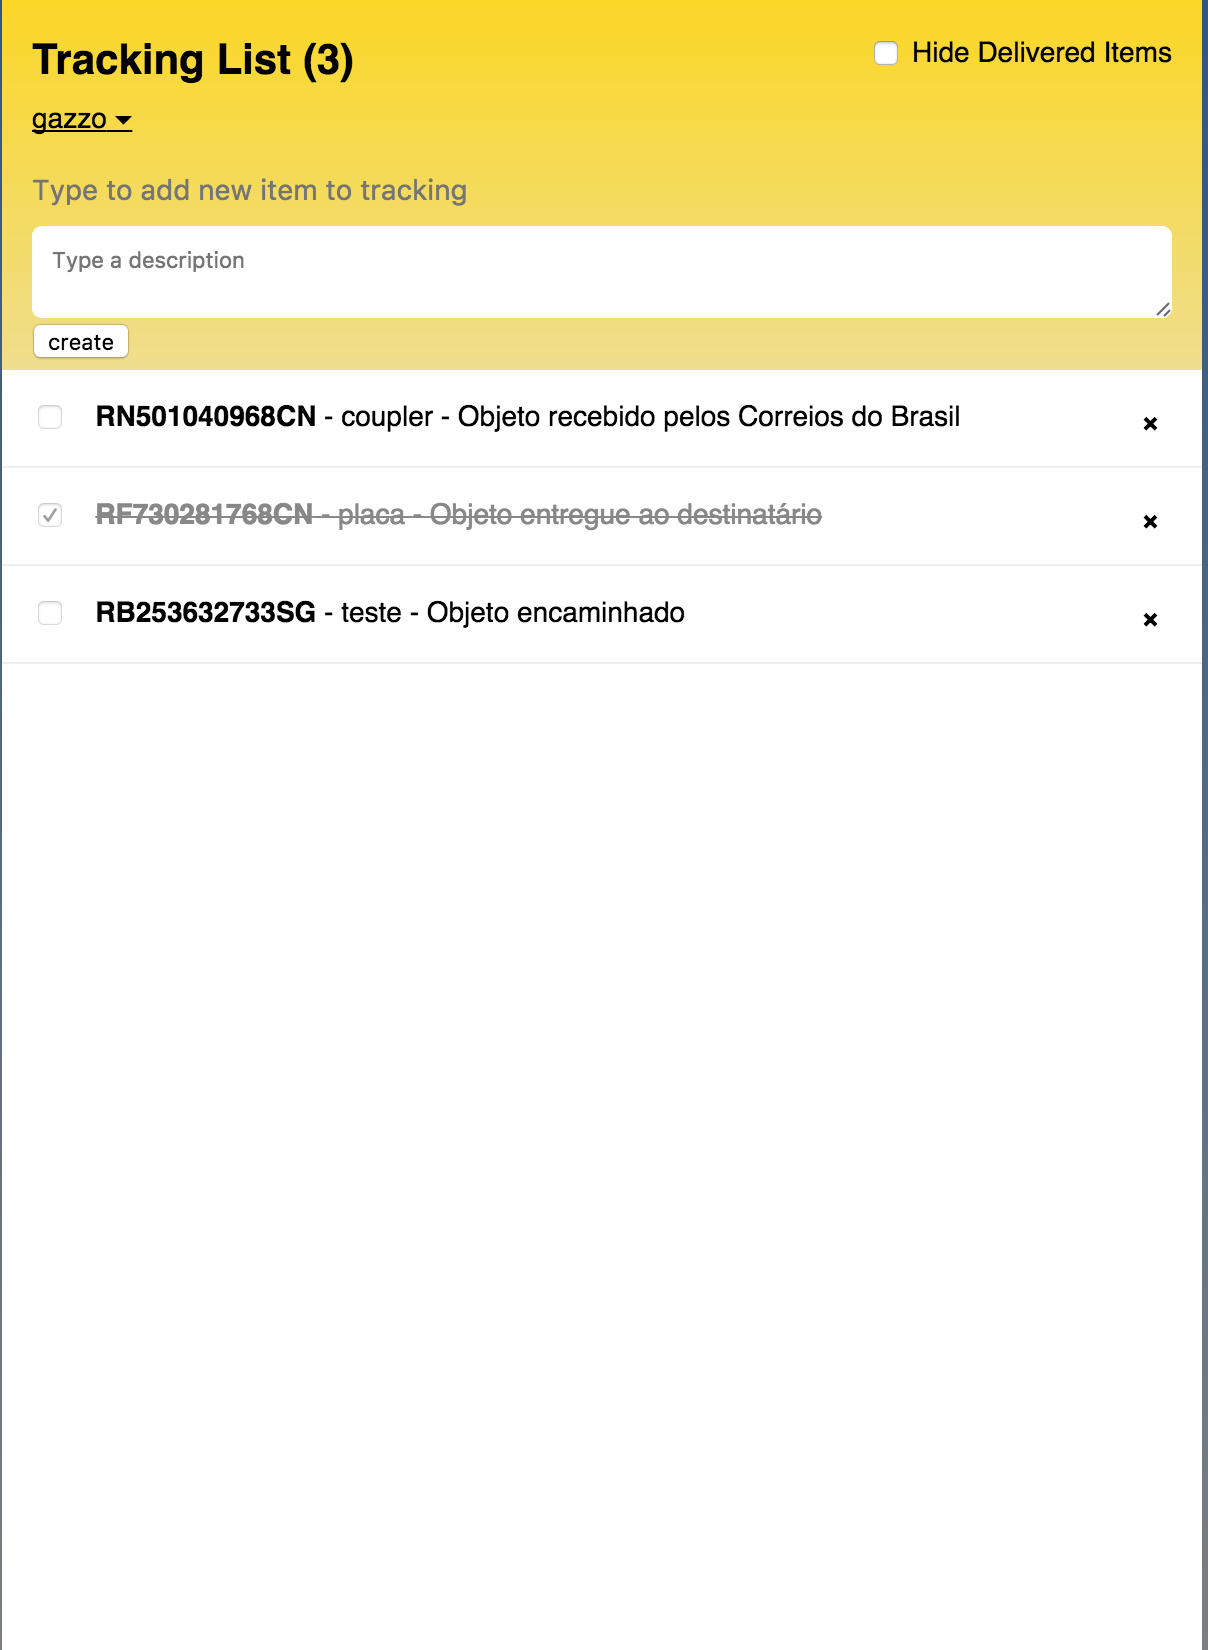 Tracking List (3)
Hide Delivered Items
gazzo
Type to add new item to tracking
Type a description
create
RN501040968CN - coupler - Objeto recebido pelos Correios do Brasil
RF730281768CN - placa - Objeto entregue ao destinatário
RB253632733SG - teste - Objeto encaminhado